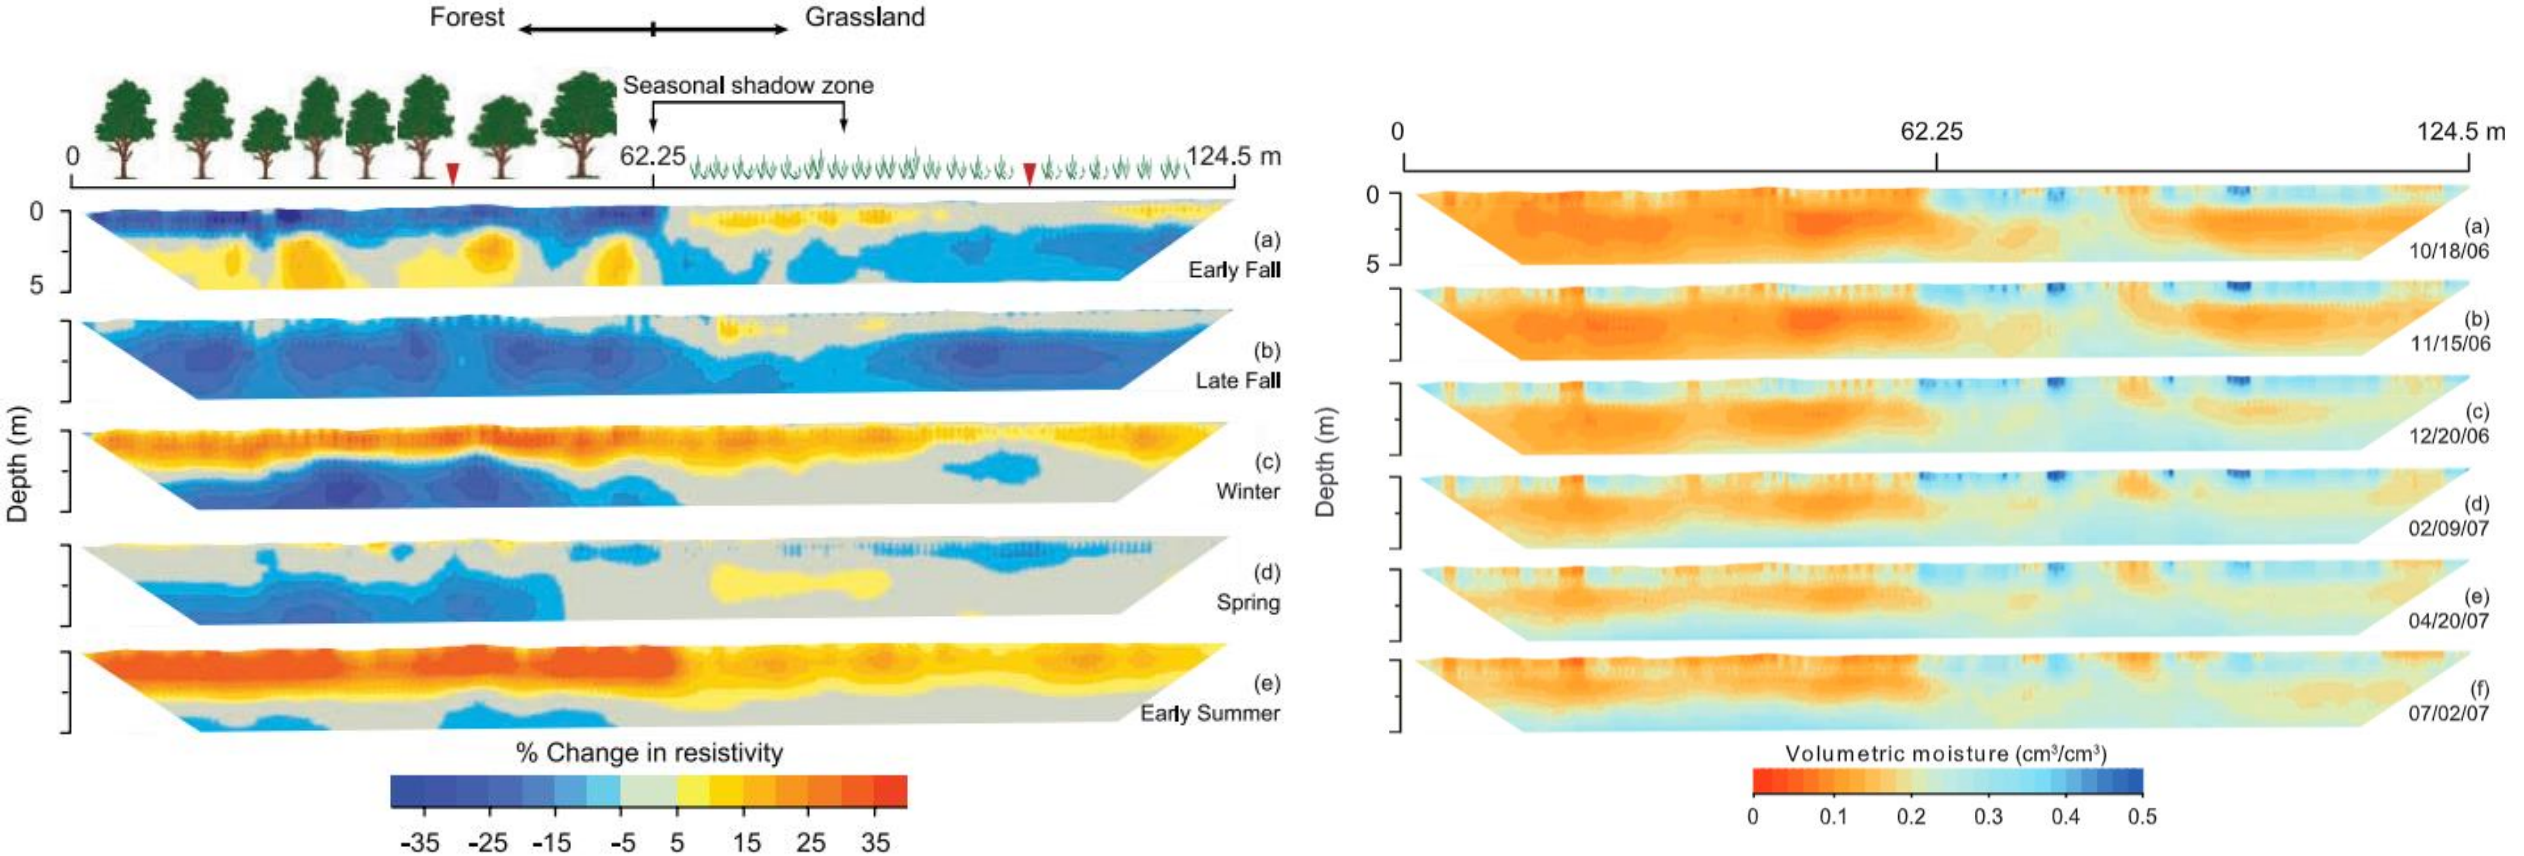 Forest
Grassland
Seasonal shadow zone
0
62.25
124.5 m
0
5
(a)
Early Fall
(b)
Late Fall
(c)
Winter
(d)
Spring
(e)
Early Summer
Depth (m)
% Change in resistivity
-35 -25 -15 -5 5 15 25 35
0 62.25 124.5 m
0
5
(a)
10/18/06
(b)
11/15/06
(c)
12/20/06
(d)
02/09/07
(e)
04/20/07
(f)
07/02/07
Depth (m)
Volumetric moisture (cm³/cm³)
0 0.1 0.2 0.3 0.4 0.5